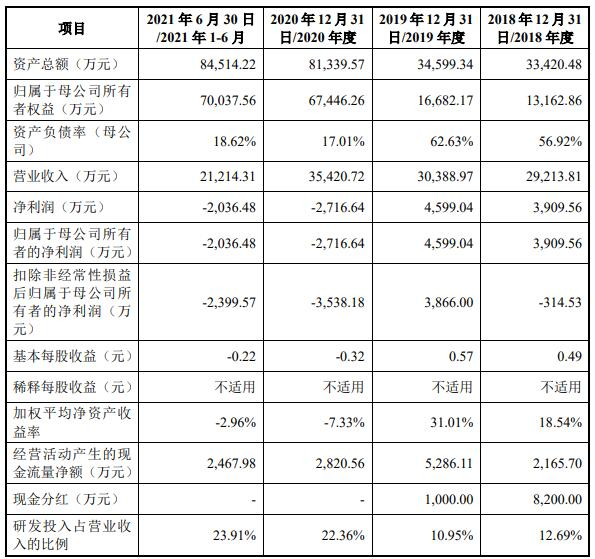 项目 2021 年 6 月 30 日/2021 年 1-6 月 2020 年 12 月 31 日/2020 年度 2019 年 12 月 31 日/2019 年度 2018 年 12 月 31 日/2018 年度
资产总额（万元） 84,514.22 81,339.57 34,599.34 33,420.48
归属于母公司所有者权益（万元） 70,037.56 67,446.26 16,682.17 13,162.86
资产负债率（母公司） 18.62% 17.01% 62.63% 56.92%
营业收入（万元） 21,214.31 35,420.72 30,388.97 29,213.81
净利润（万元） -2,036.48 -2,716.64 4,599.04 3,909.56
归属于母公司所有者的净利润（万元） -2,036.48 -2,716.64 4,599.04 3,909.56
扣除非经常性损益后归属于母公司所有者的净利润（万元） -2,399.57 -3,538.18 3,866.00 -314.53
基本每股收益（元） -0.22 -0.32 0.57 0.49
稀释每股收益（元） 不适用 不适用 不适用 不适用
加权平均净资产收益率 -2.96% -7.33% 31.01% 18.54%
经营活动产生的现金流量净额（万元） 2,467.98 2,820.56 5,286.11 2,165.70
现金分红（万元） - - 1,000.00 8,200.00
研发投入占营业收入的比例 23.91% 22.36% 10.95% 12.69%